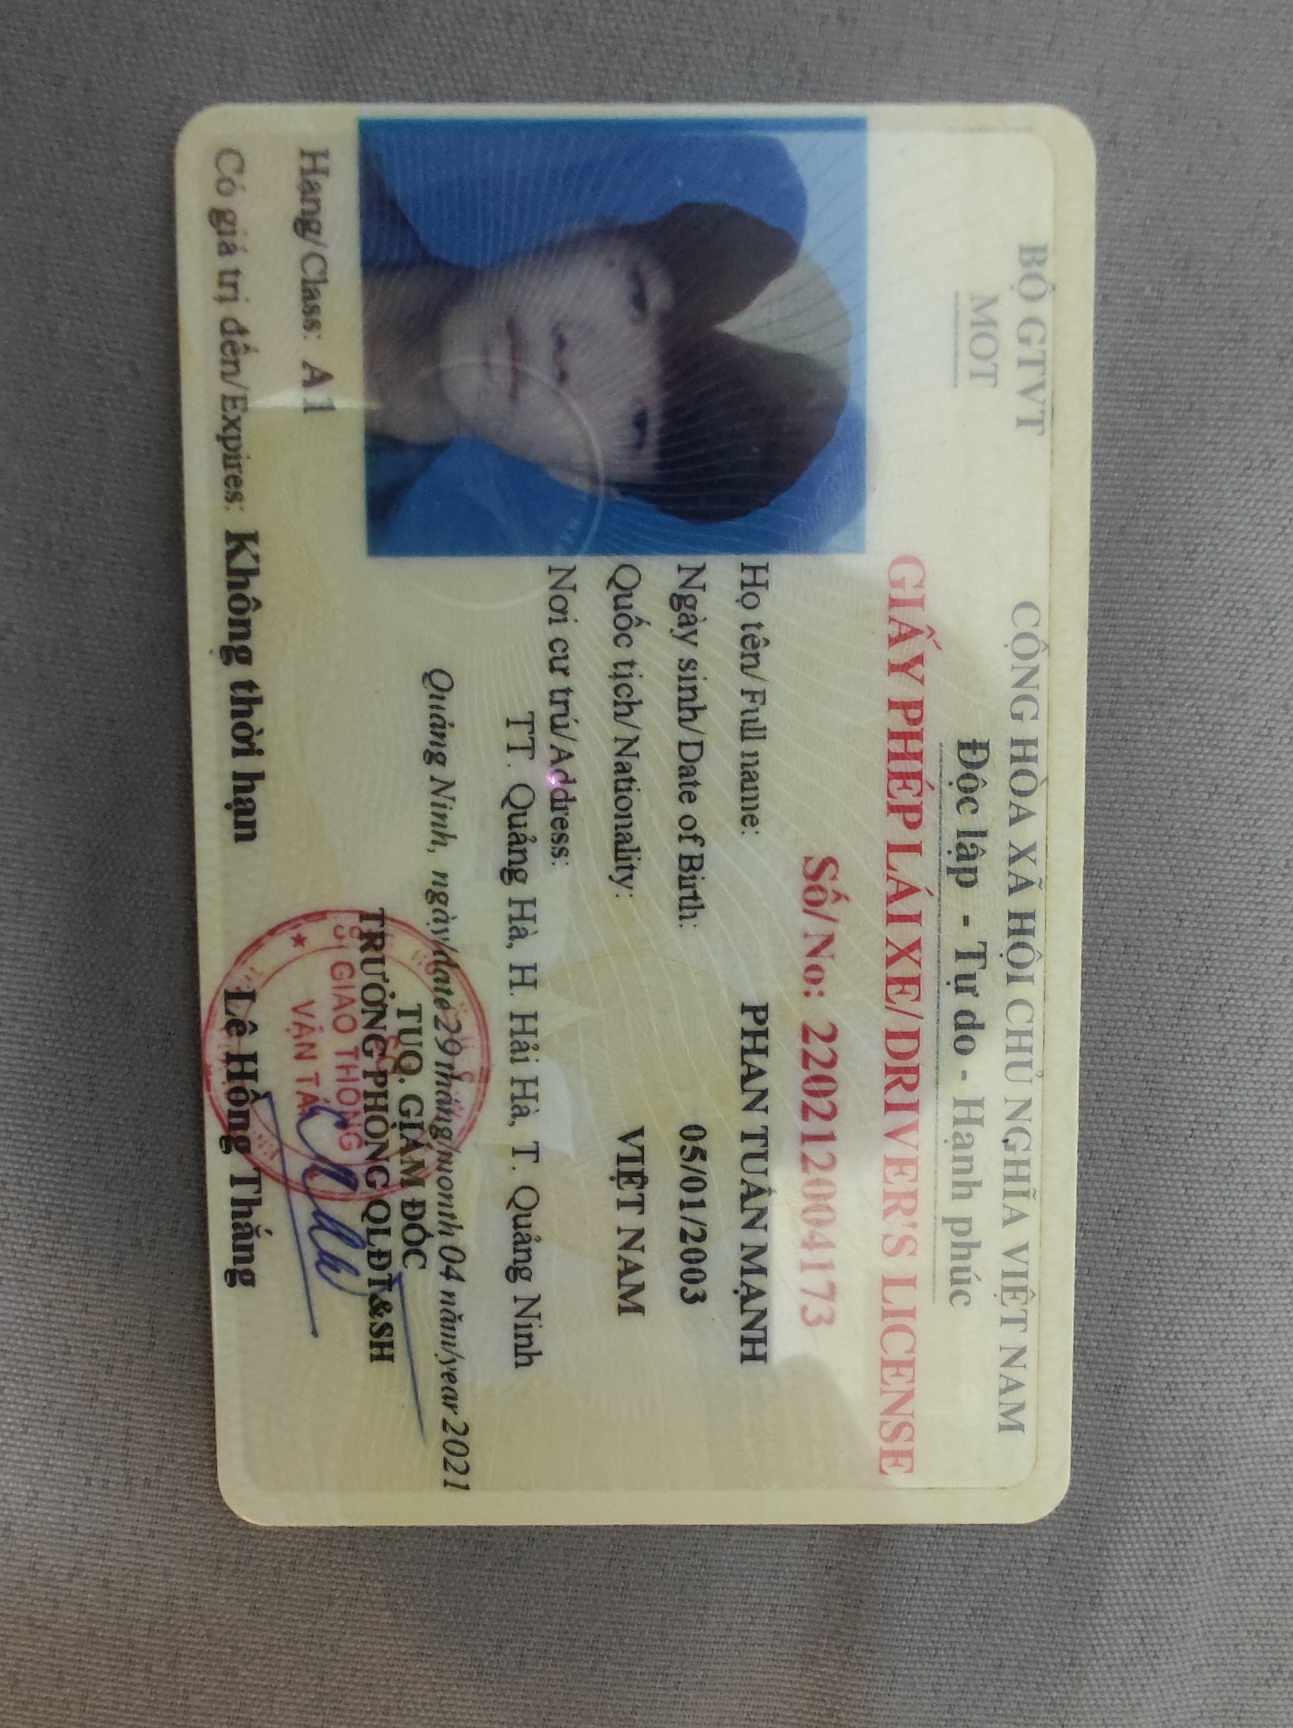 BỘ GTVT
MOT
CỘNG HÒA XÃ HỘI CHỦ NGHĨA VIỆT NAM
Độc lập - Tự do - Hạnh phúc
GIẤY PHÉP LÁI XE/DRIVER'S LICENSE
Số/No: 220212004173
Họ tên/Full name: PHAN TUẤN MẠNH
Ngày sinh/Date of Birth: 05/01/2003
Quốc tịch/Nationality: VIỆT NAM
Nơi cư trú/Address:
TT. Quảng Hà, H. Hải Hà, T. Quảng Ninh
Quảng Ninh, ngày/date 29 tháng/month 04 năm/year 2021
TUQ. GIÁM ĐỐC
TRƯỞNG PHÒNG QLĐT&SH
GIAO THÔNG
VẬN TẢI
Lê Hồng Thắng
Hạng/Class: A1
Có giá trị đến/Expires: Không thời hạn